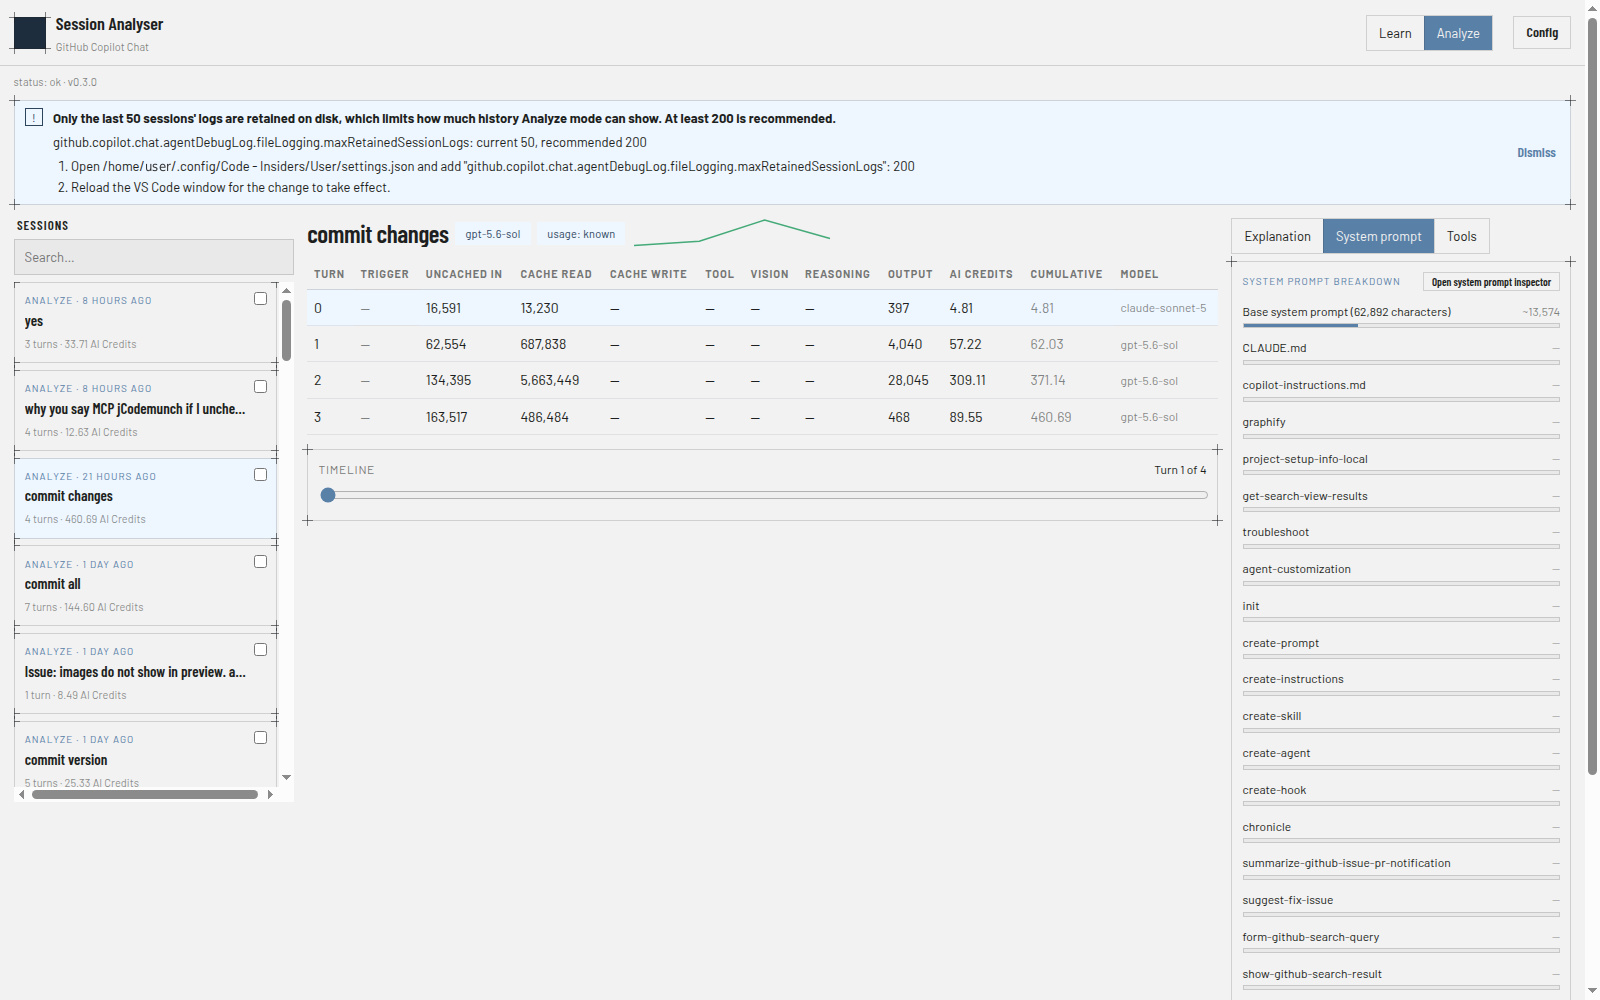 Session Analyser
GitHub Copilot Chat
Learn
Analyze
Config
status: ok · v0.3.0
!
Only the last 50 sessions' logs are retained on disk, which limits how much history Analyze mode can show. At least 200 is recommended.
github.copilot.chat.agentDebugLog.fileLogging.maxRetainedSessionLogs: current 50, recommended 200
1. Open /home/user/.config/Code - Insiders/User/settings.json and add "github.copilot.chat.agentDebugLog.fileLogging.maxRetainedSessionLogs": 200
2. Reload the VS Code window for the change to take effect.
Dismiss
SESSIONS
Search...
ANALYZE · 8 HOURS AGO
yes
3 turns · 33.71 AI Credits
ANALYZE · 8 HOURS AGO
why you say MCP jCodemunch if I unche...
4 turns · 12.63 AI Credits
ANALYZE · 21 HOURS AGO
commit changes
4 turns · 460.69 AI Credits
ANALYZE · 1 DAY AGO
commit all
7 turns · 144.60 AI Credits
ANALYZE · 1 DAY AGO
Issue: images do not show in preview. a...
1 turn · 8.49 AI Credits
ANALYZE · 1 DAY AGO
commit version
5 turns · 25.33 AI Credits
commit changes gpt-5.6-sol usage: known
TURN TRIGGER UNCACHED IN CACHE READ CACHE WRITE TOOL VISION REASONING OUTPUT AI CREDITS CUMULATIVE MODEL
0 — 16,591 13,230 — — — — 397 4.81 4.81 claude-sonnet-5
1 — 62,554 687,838 — — — — 4,040 57.22 62.03 gpt-5.6-sol
2 — 134,395 5,663,449 — — — — 28,045 309.11 371.14 gpt-5.6-sol
3 — 163,517 486,484 — — — — 468 89.55 460.69 gpt-5.6-sol
TIMELINE
Turn 1 of 4
Explanation
System prompt
Tools
SYSTEM PROMPT BREAKDOWN
Open system prompt Inspector
Base system prompt (62,892 characters) ~13,574
CLAUDE.md —
copilot-instructions.md —
graphify —
project-setup-info-local —
get-search-view-results —
troubleshoot —
agent-customization —
init —
create-prompt —
create-instructions —
create-skill —
create-agent —
create-hook —
chronicle —
summarize-github-issue-pr-notification —
suggest-fix-issue —
form-github-search-query —
show-github-search-result —